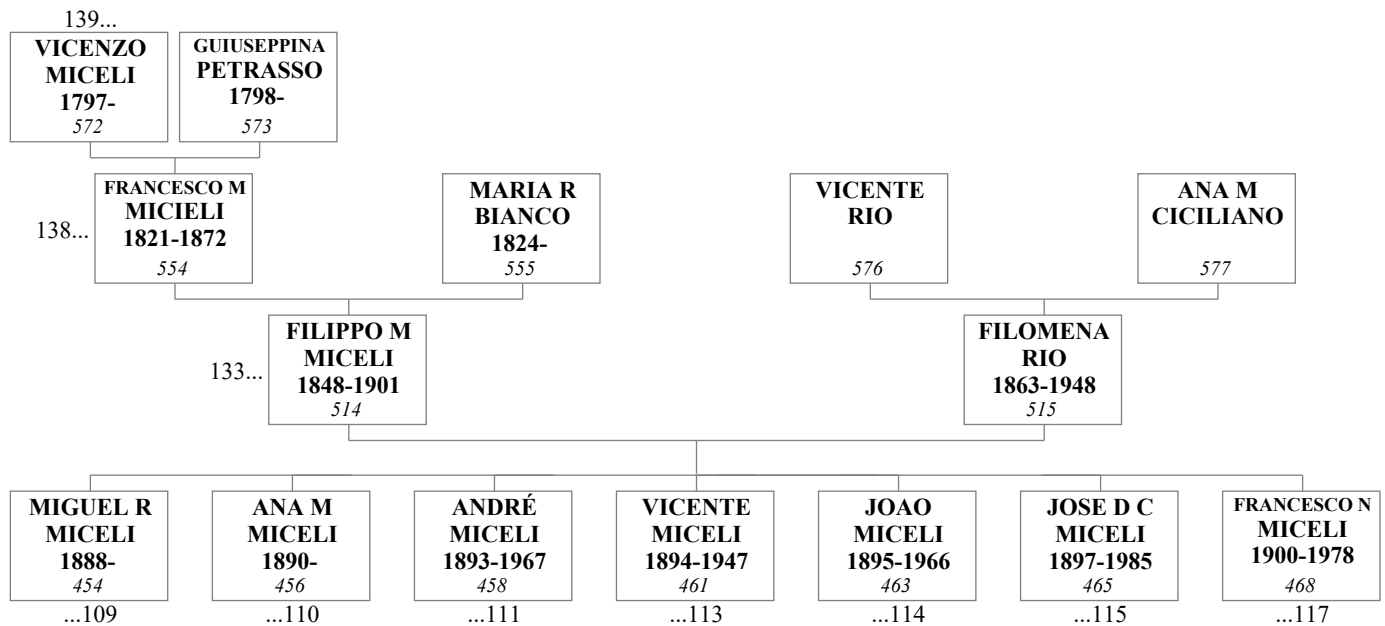 139...
VICENZO
MICELI
1797-
572
GUIUSEPPINA
PETRASSO
1798-
573
138...
FRANCESCO M
MICIELI
1821-1872
554
MARIA R
BIANCO
1824-
555
VICENTE
RIO
576
ANA M
CICILIANO
577
133...
FILIPPO M
MICELI
1848-1901
514
FILOMENA
RIO
1863-1948
515
MIGUEL R
MICELI
1888-
454
...109
ANA M
MICELI
1890-
456
...110
ANDRÉ
MICELI
1893-1967
458
...111
VICENTE
MICELI
1894-1947
461
...113
JOAO
MICELI
1895-1966
463
...114
JOSE D C
MICELI
1897-1985
465
...115
FRANCESCO N
MICELI
1900-1978
468
...117